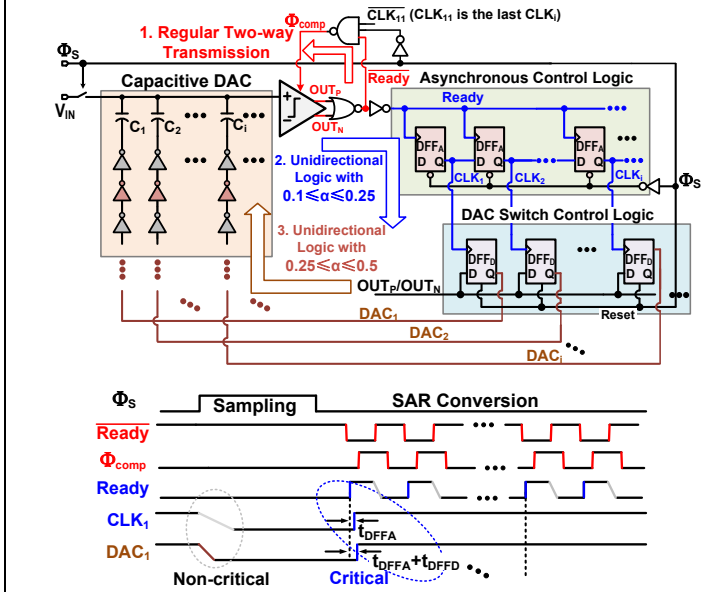 1. Regular Two-way
Transmission
Φcomp
CLK11 (CLK11 is the last CLKi)
ΦS
VIN
Capacitive DAC
C1
C2
Ci
OUTP
OUTN
Ready
Asynchronous Control Logic
Ready
DFFA
D Q
DFFA
D Q
DFFA
D Q
CLK1
CLK2
CLKi
ΦS
2. Unidirectional
Logic with
0.1≤α≤0.25
3. Unidirectional
Logic with
0.25≤α≤0.5
DAC Switch Control Logic
DFFD
D Q
DFFD
D Q
DFFD
D Q
OUTP/OUTN
Reset
DAC1
DAC2
DACi
ΦS
Sampling
SAR Conversion
Ready
Φcomp
Ready
CLK1
tDFFA
DAC1
tDFFA+tDFFD
Non-critical
Critical